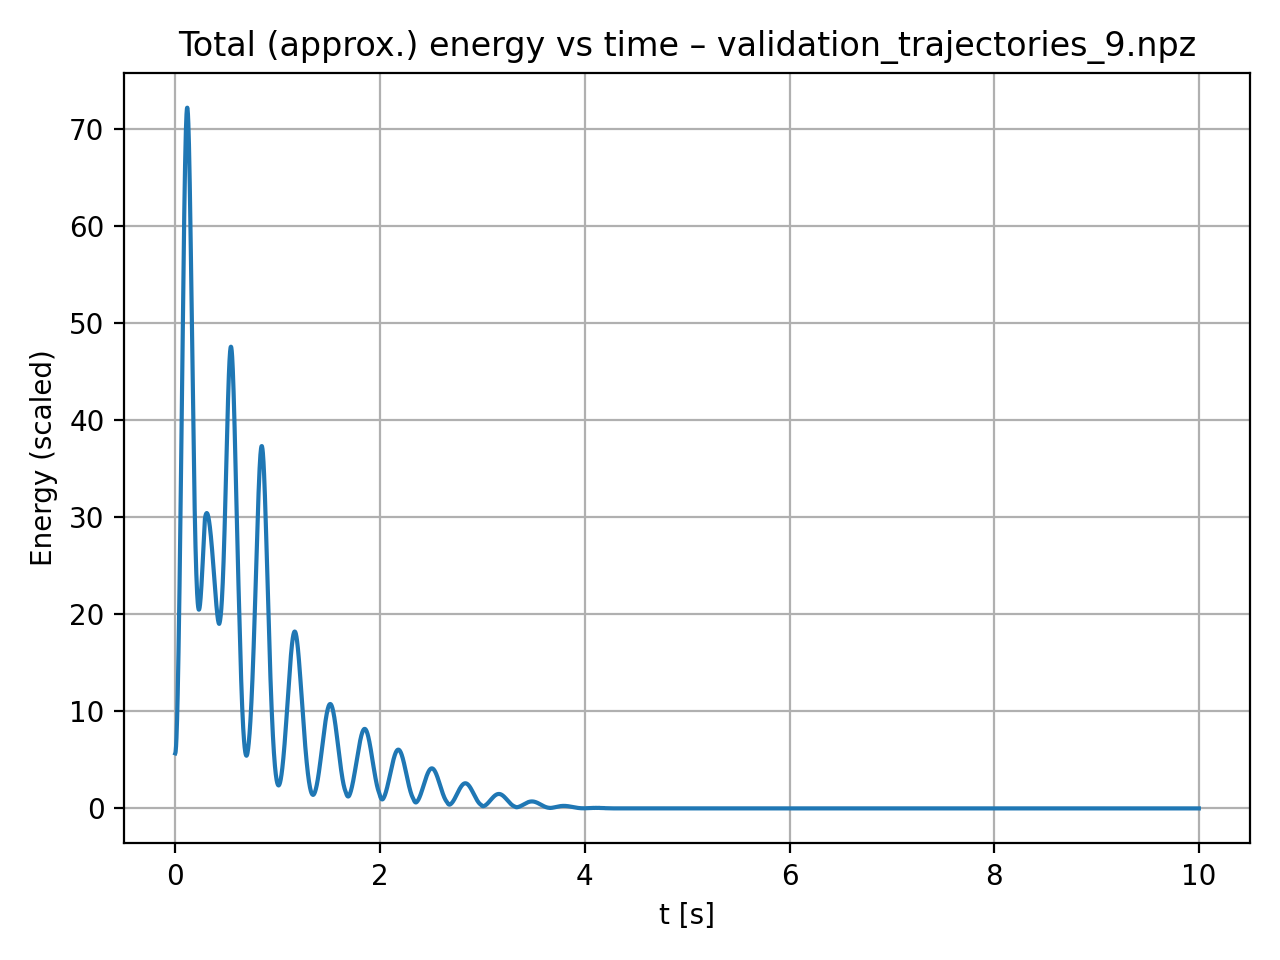 Total (approx.) energy vs time – validation_trajectories_9.npz
70
60
50
40
30
20
10
0
Energy (scaled)
0 2 4 6 8 10
t [s]